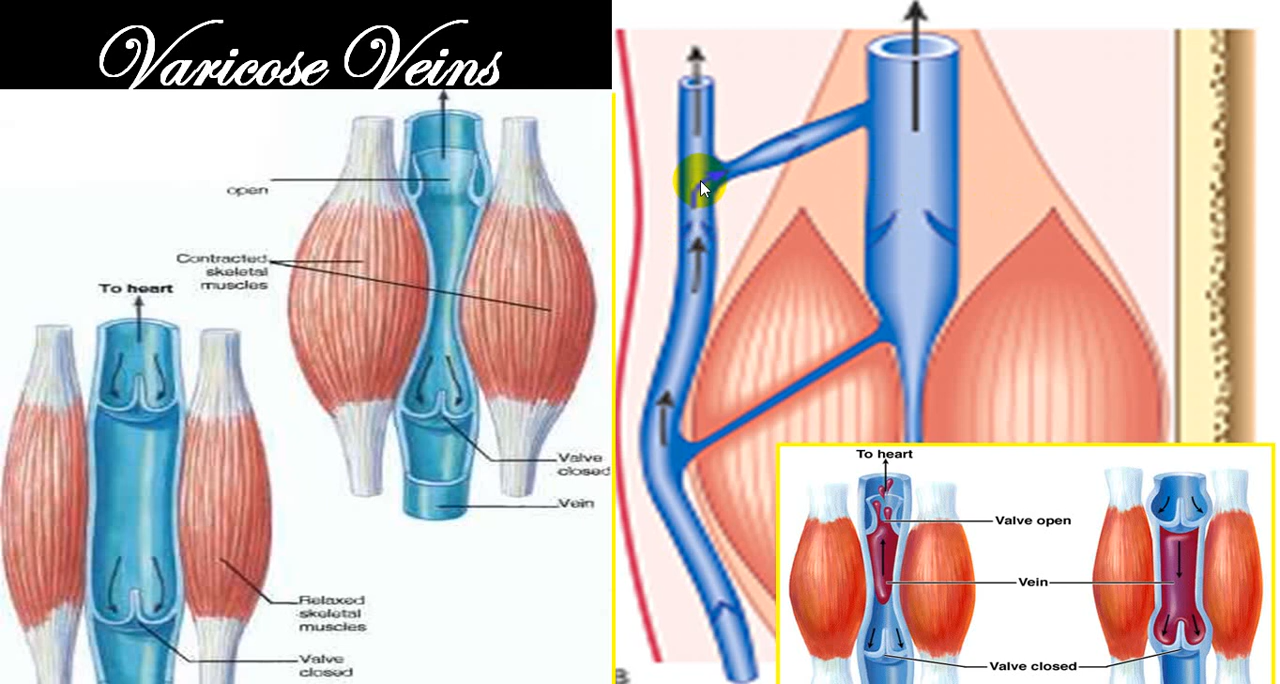 Varicose Veins
open
Contracted
skeletal
muscles
To heart
Valve
closed
Vein
Relaxed
skeletal
muscles
Valve
closed
To heart
Valve open
Vein
Valve closed